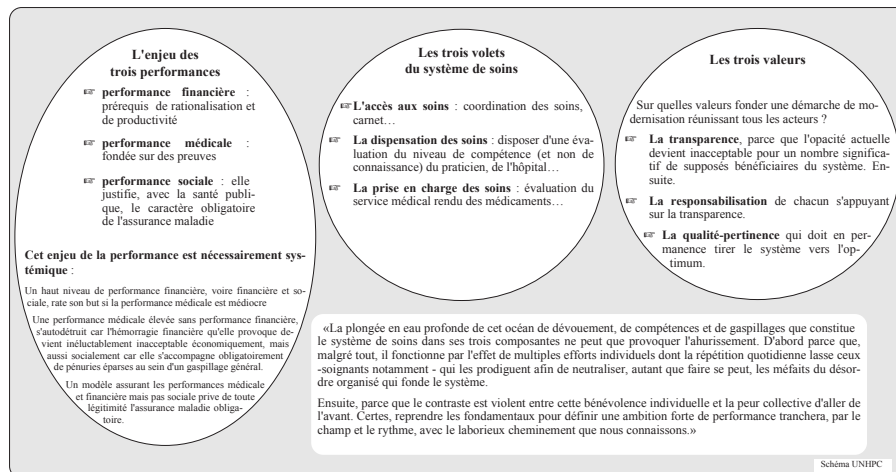 L'enjeu des
trois performances
☞ performance financière :
prérequis de rationalisation et
de productivité
☞ performance médicale :
fondée sur des preuves
☞ performance sociale : elle
justifie, avec la santé publi-
que, le caractère obligatoire
de l'assurance maladie
Cet enjeu de la performance est nécessairement sys-
témique :
Un haut niveau de performance financière, voire financière et so-
ciale, rate son but si la performance médicale est médiocre
Une performance médicale élevée sans performance financière,
s'autodétruit car l'hémorragie financière qu'elle provoque de-
vient inéluctablement inacceptable économiquement, mais
aussi socialement car elle s'accompagne obligatoirement
de pénuries éparses au sein d'un gaspillage général.
Un modèle assurant les performances médicale
et financière mais pas sociale prive de toute
légitimité l'assurance maladie obliga-
toire.
Les trois volets
du système de soins
☞ L'accès aux soins : coordination des soins,
carnet…
☞ La dispensation des soins : disposer d'une éva-
luation du niveau de compétence (et non de
connaissance) du praticien, de l'hôpital…
☞ La prise en charge des soins : évaluation du
service médical rendu des médicaments…
Les trois valeurs
Sur quelles valeurs fonder une démarche de mo-
dernisation réunissant tous les acteurs ?
☞ La transparence, parce que l'opacité actuelle
devient inacceptable pour un nombre significa-
tif de supposés bénéficiaires du système. En-
suite.
☞ La responsabilisation de chacun s'appuyant
sur la transparence.
☞ La qualité-pertinence qui doit en per-
manence tirer le système vers l'op-
timum.
«La plongée en eau profonde de cet océan de dévouement, de compétences et de gaspillages que constitue
le système de soins dans ses trois composantes ne peut que provoquer l'ahurissement. D'abord parce que,
malgré tout, il fonctionne par l'effet de multiples efforts individuels dont la répétition quotidienne lasse ceux
-soignants notamment - qui les prodiguent afin de neutraliser, autant que faire se peut, les méfaits du désor-
dre organisé qui fonde le système.
Ensuite, parce que le contraste est violent entre cette bénévolence individuelle et la peur collective d'aller de
l'avant. Certes, reprendre les fondamentaux pour définir une ambition forte de performance tranchera, par le
champ et le rythme, avec le laborieux cheminement que nous connaissons.»
Schéma UNHPC